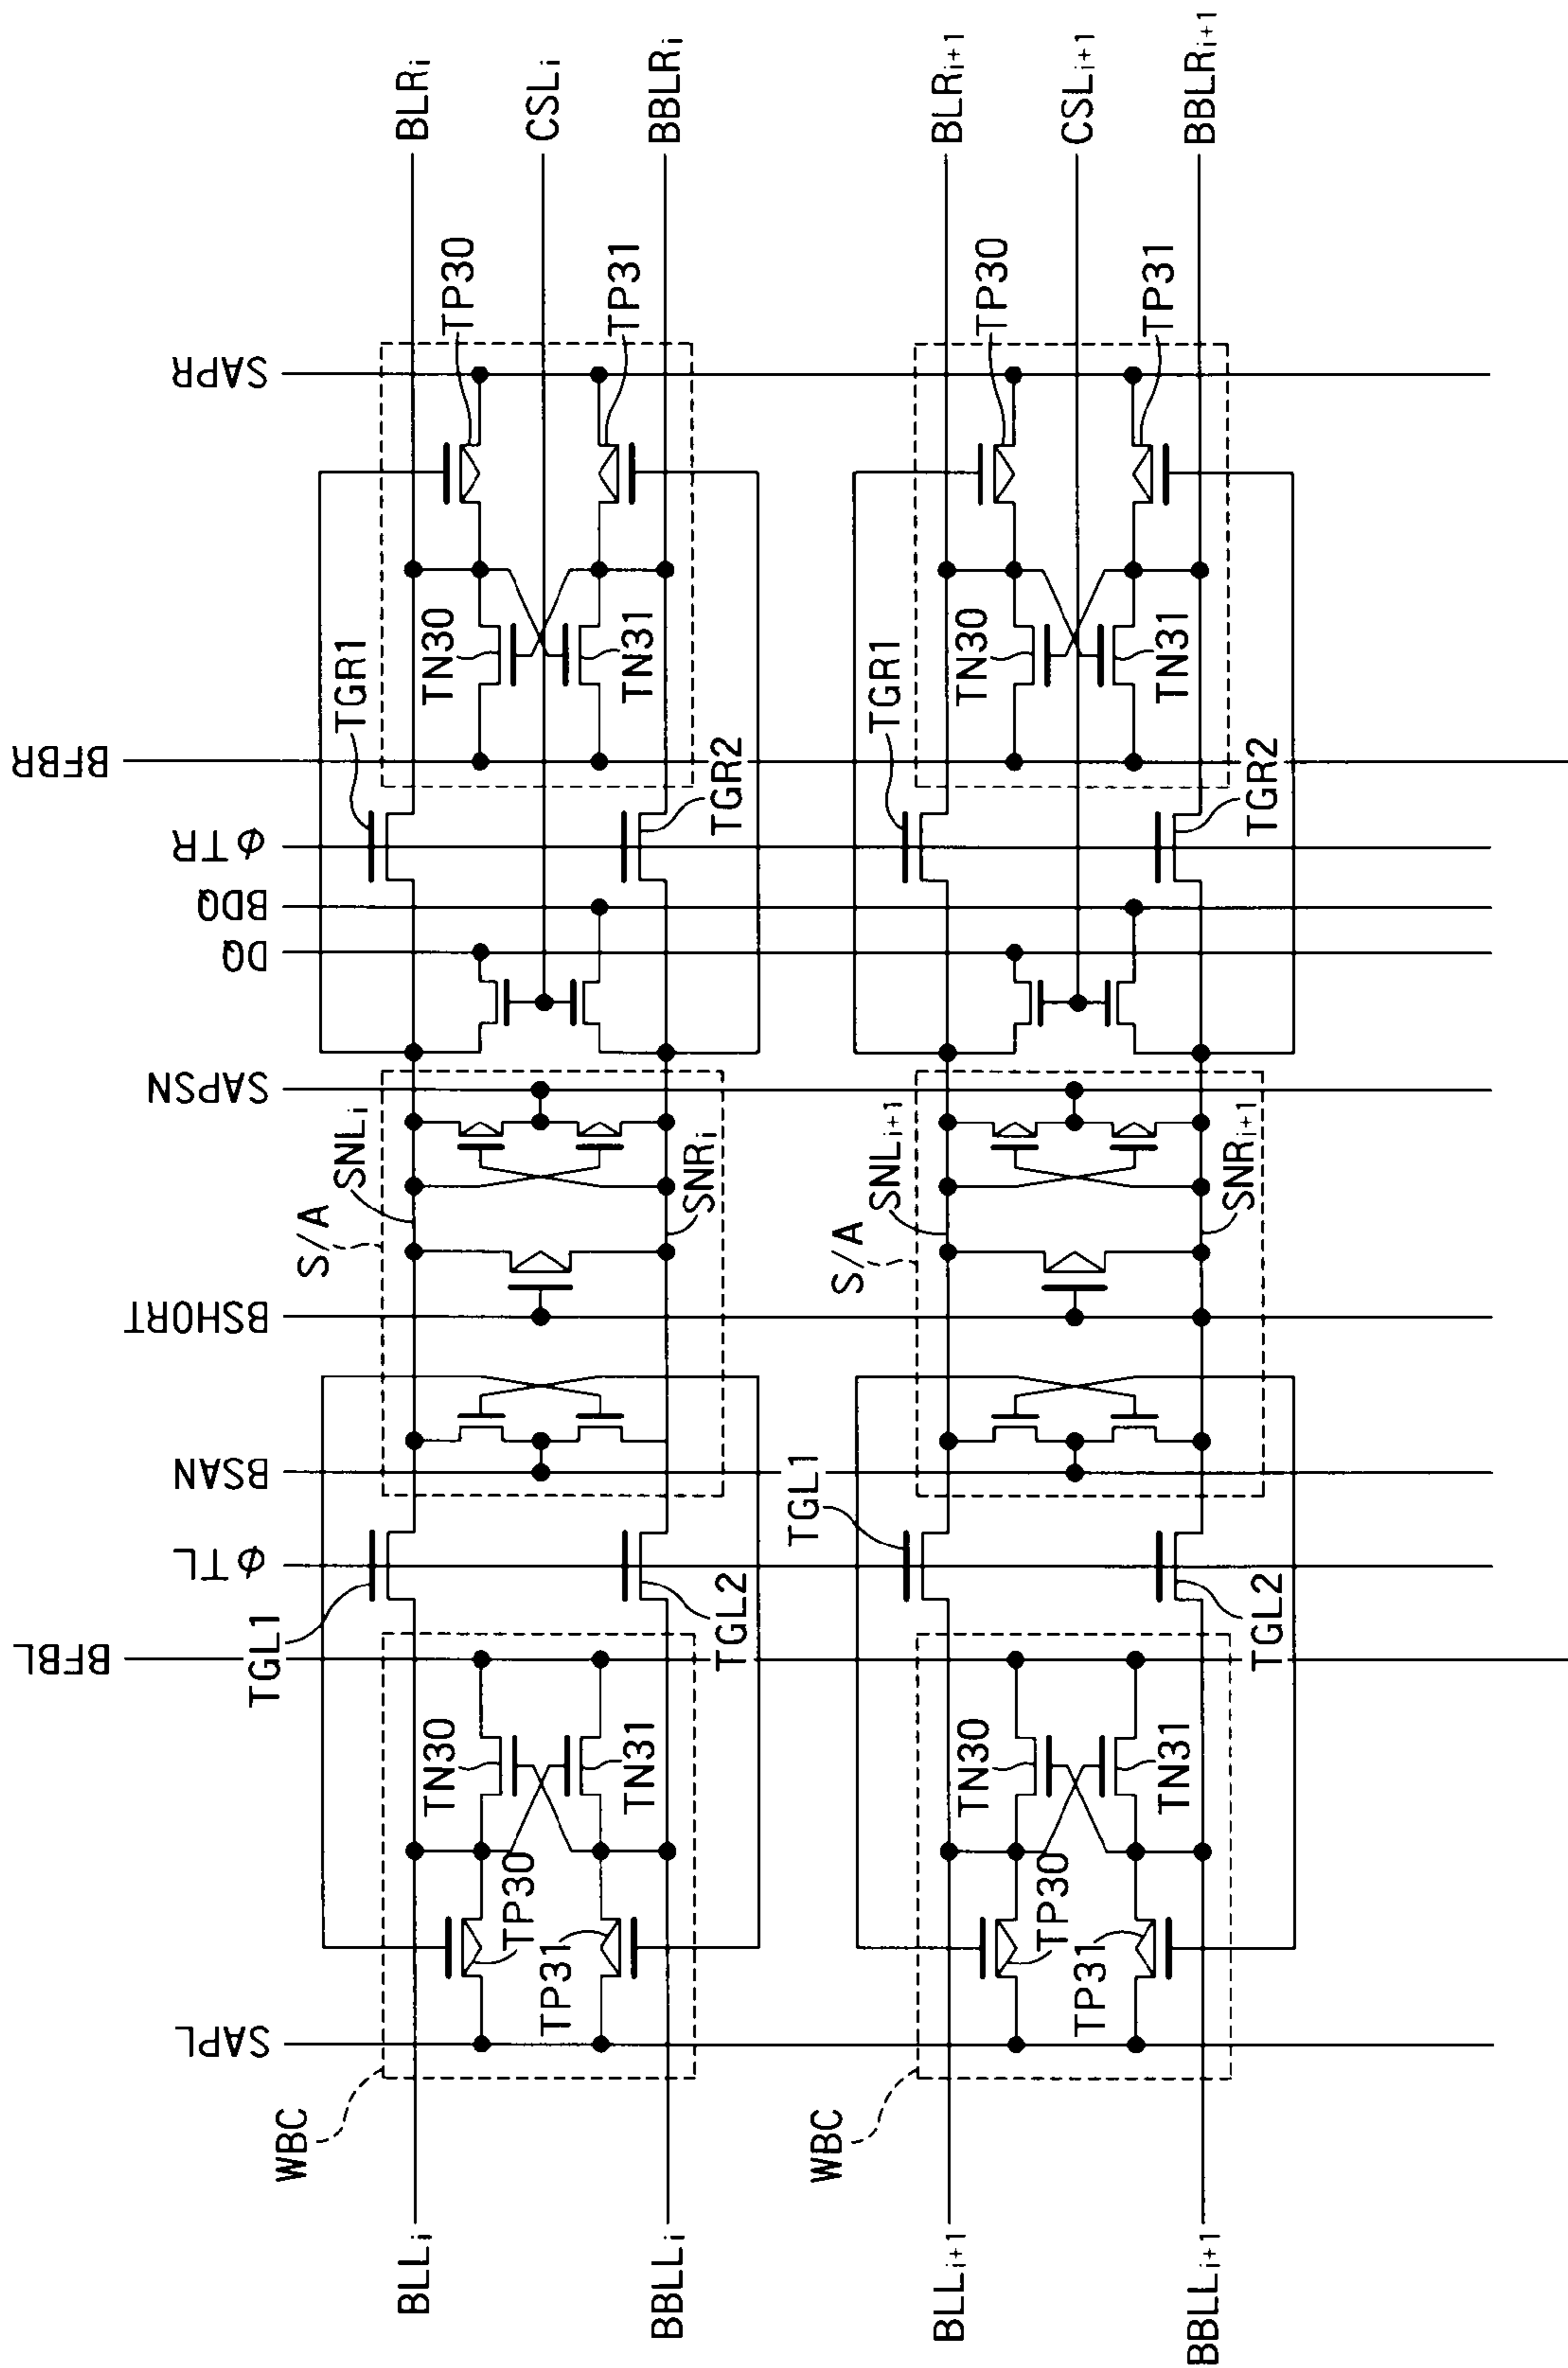 BFBL
BFBR
SAPL
φTL
BSAN
BSHORT
SAPSN
DQ
BDQ
φTR
SAPR
WBC
TGL1
S/A
SNLi
TGR1
BLLi
BLRi
TP30
TN30
TN30
TP30
CSLi
TP31
TN31
TN31
TP31
BBLLi
BBLRi
TGL2
SNRi
TGR2
WBC
TGL1
S/A
SNLi+1
TGR1
BLLi+1
BLRi+1
TP30
TN30
TN30
TP30
CSLi+1
TP31
TN31
TN31
TP31
BBLLi+1
BBLRi+1
TGL2
SNRi+1
TGR2